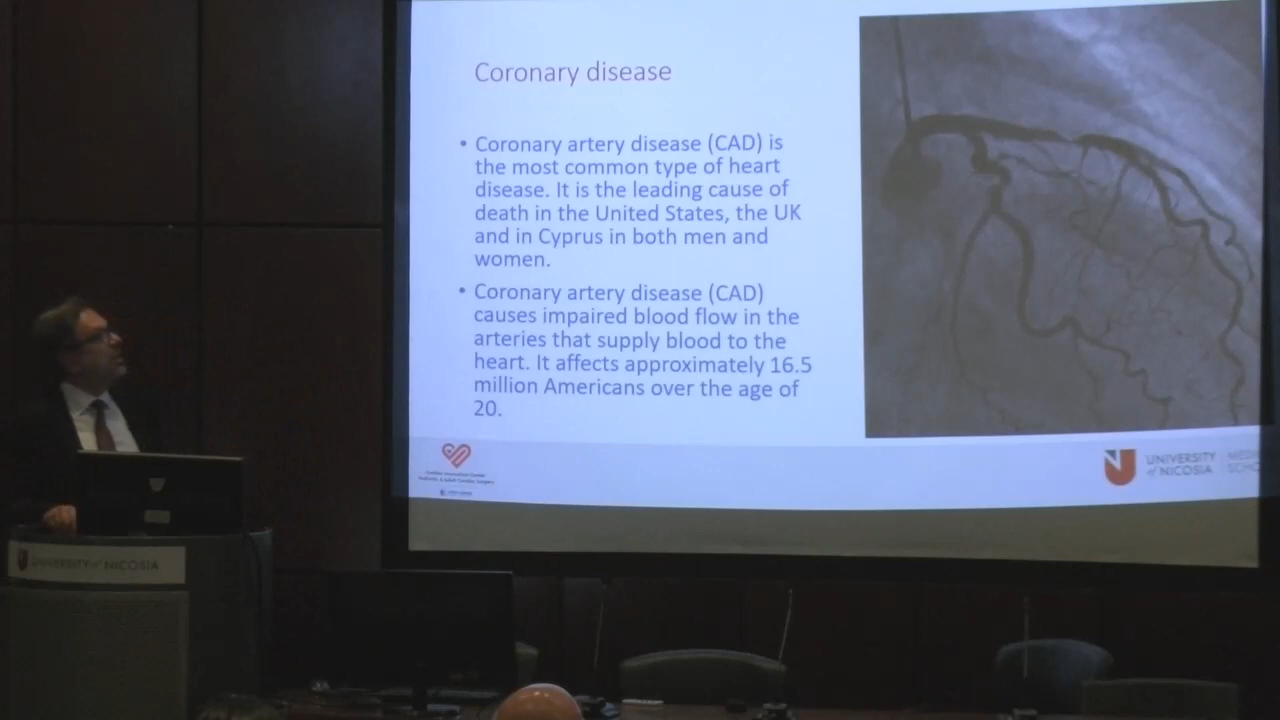 Coronary disease
• Coronary artery disease (CAD) is
the most common type of heart
disease. It is the leading cause of
death in the United States, the UK
and in Cyprus in both men and
women.
• Coronary artery disease (CAD)
causes impaired blood flow in the
arteries that supply blood to the
heart. It affects approximately 16.5
million Americans over the age of
20.
UNIVERSITY
of NICOSIA
UNIVERSITY of NICOSIA